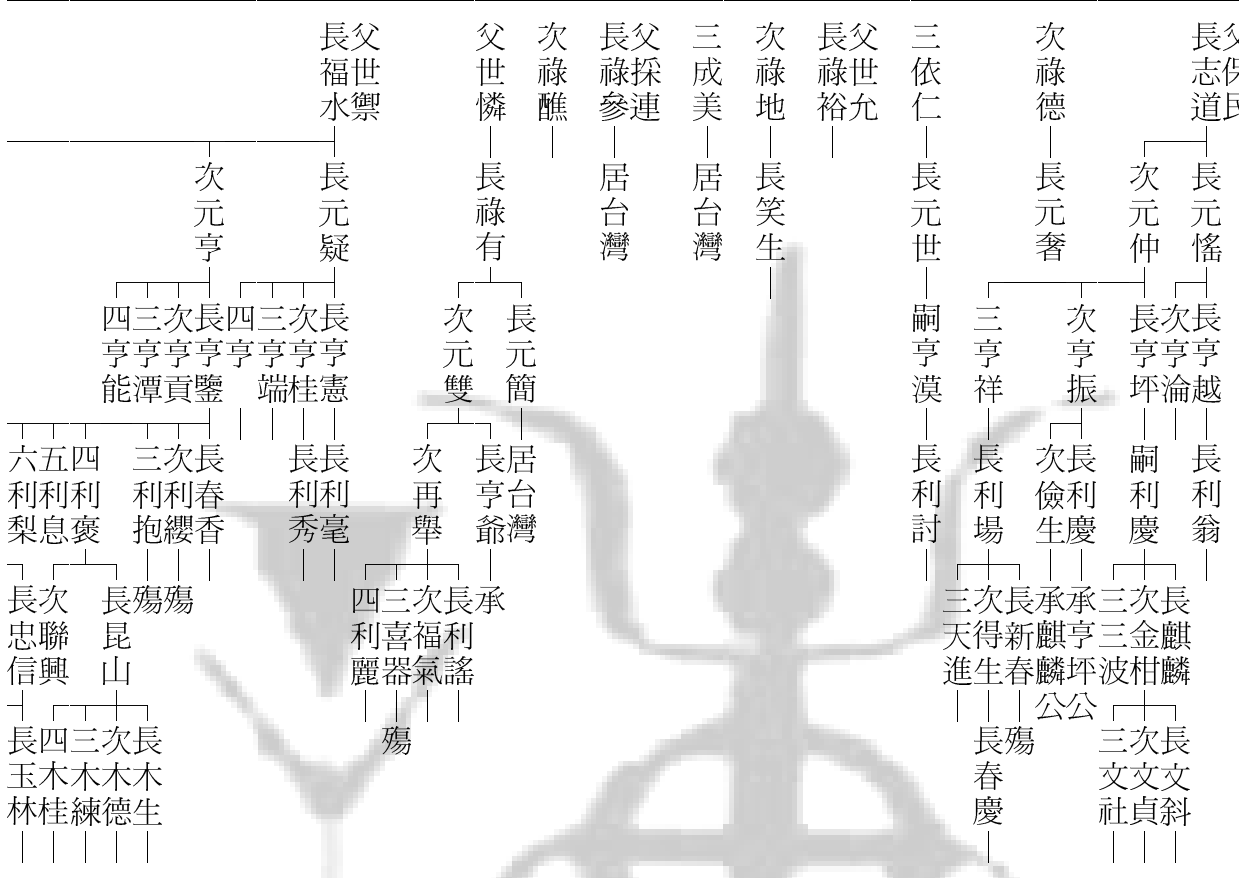 父保民
長志道
次祿德
三依仁
父世允
長祿裕
次祿地
三成美
父採連
長祿參
次祿醮
父世憐
父世禦
長福水
長元愮
次元仲
長元奢
長元世
長笑生
居台灣
居台灣
長祿有
長元疑
次元亨
長亨越
次亨淪
長亨坪
次亨振
三亨祥
嗣亨漠
長元簡
次元雙
長亨憲
次亨桂
三亨端
四亨
長亨鑒
次亨貢
三亨潭
四亨能
長利翁
嗣利慶
長利慶
次儉生
長利場
長利討
居台灣
長亨爺
次再舉
長利毫
長利秀
長春香
次利纓
三利抱
四利褒
五利息
六利梨
長麒麟
次金柑
三三波
承亨坪公
承麒麟公
長新春
次得生
三天進
承
長利謠
次福氣
三喜器
四利麗
殤
殤
長昆山
次聯興
長忠信
長文斜
次文貞
三文社
殤
長春慶
殤
長木生
次木德
三木練
四木桂
長玉林